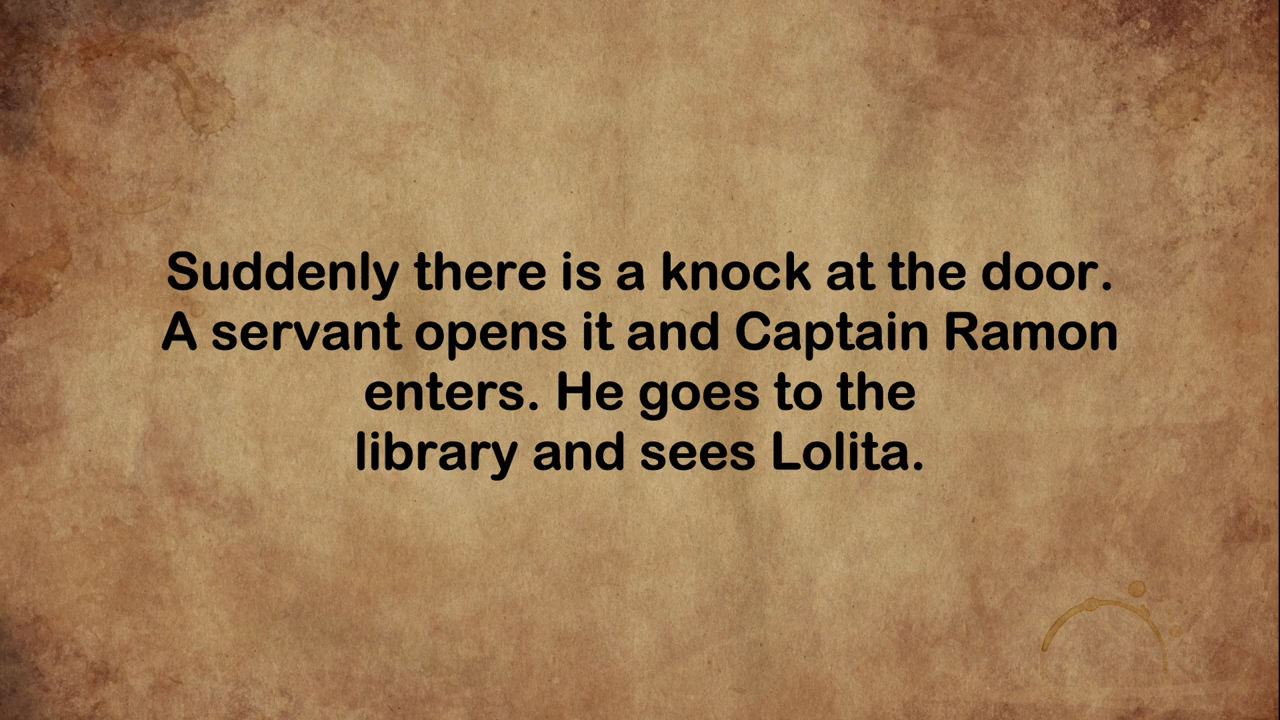 Suddenly there is a knock at the door.
A servant opens it and Captain Ramon
enters. He goes to the
library and sees Lolita.